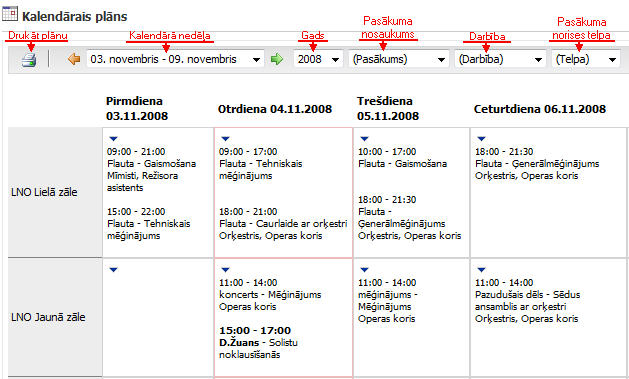 Kalendārais plāns
Drukāt plānu
Kalendārā nedēļa
Gads
Pasākuma
nosaukums
Darbība
Pasākuma
norises telpa
03. novembris - 09. novembris
2008
(Pasākums)
(Darbība)
(Telpa)
Pirmdiena
03.11.2008
Otrdiena 04.11.2008
Trešdiena
05.11.2008
Ceturtdiena 06.11.2008
LNO Lielā zāle
09:00 - 21:00
Flauta - Gaismošana
Mīmisti, Režisora
asistents
15:00 - 22:00
Flauta - Tehniskais
mēģinājums
09:00 - 17:00
Flauta - Tehniskais
mēģinājums
18:00 - 21:00
Flauta - Caurlaide ar orķestri
Orķestris, Operas koris
10:00 - 17:00
Flauta - Gaismošana
18:00 - 21:30
Flauta -
Ģenerālmēģinājums
Orķestris, Operas koris
18:00 - 21:30
Flauta - Ģenerālmēģinājums
Orķestris, Operas koris
LNO Jaunā zāle
11:00 - 14:00
koncerts - Mēģinājums
Operas koris
15:00 - 17:00
D.Žuans - Solistu
noklausīšanās
11:00 - 14:00
mēģinājums -
Mēģinājums
Operas koris
11:00 - 14:00
Pazudušais dēls - Sēdus
ansamblis ar orķestri
Orķestris, Operas koris